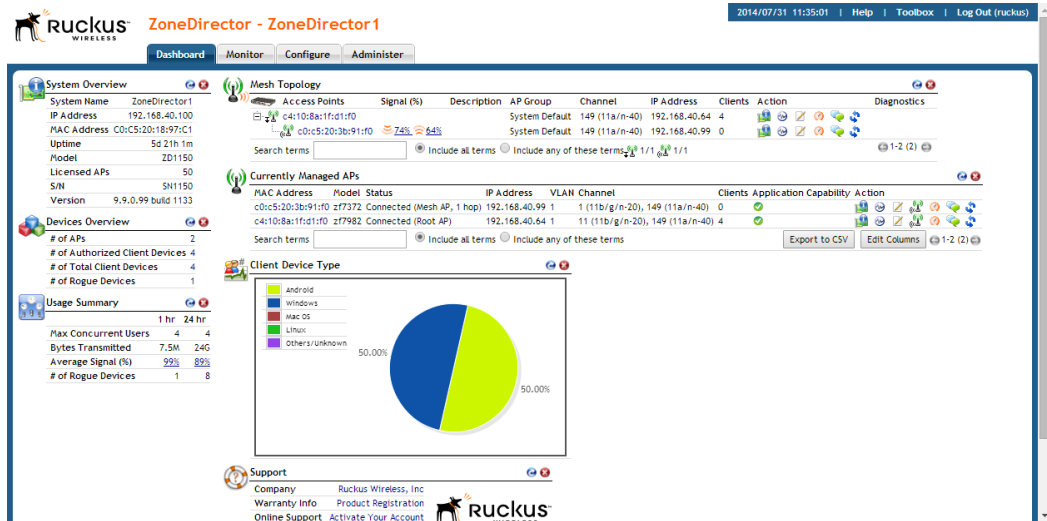 2014/07/31 11:35:01 | Help | Toolbox | Log Out (ruckus)
Ruckus WIRELESS ZoneDirector - ZoneDirector1
Dashboard Monitor Configure Administer
System Overview
System Name ZoneDirector1
IP Address 192.168.40.100
MAC Address C0:C5:20:18:97:C1
Uptime 5d 21h 1m
Model ZD1150
Licensed APs 50
S/N SN1150
Version 9.9.0.99 build 1133
Devices Overview
# of APs 2
# of Authorized Client Devices 4
# of Total Client Devices 4
# of Rogue Devices 1
Usage Summary
1 hr 24 hr
Max Concurrent Users 4 4
Bytes Transmitted 7.5M 24G
Average Signal (%) 99% 89%
# of Rogue Devices 1 8
Mesh Topology
Access Points Signal (%) Description AP Group Channel IP Address Clients Action Diagnostics
c4:10:8a:1f:d1:f0 System Default 149 (11a/n-40) 192.168.40.64 4
c0:c5:20:3b:91:f0 74% 64% System Default 149 (11a/n-40) 192.168.40.99 0
Search terms Include all terms Include any of these terms 1/1 1/1 1-2 (2)
Currently Managed APs
MAC Address Model Status IP Address VLAN Channel Clients Application Capability Action
c0:c5:20:3b:91:f0 zf7372 Connected (Mesh AP, 1 hop) 192.168.40.99 1 1 (11b/g/n-20), 149 (11a/n-40) 0
c4:10:8a:1f:d1:f0 zf7982 Connected (Root AP) 192.168.40.64 1 11 (11b/g/n-20), 149 (11a/n-40) 4
Search terms Include all terms Include any of these terms Export to CSV Edit Columns 1-2 (2)
Client Device Type
Android
Windows
Mac OS
Linux
Others/Unknown
50.00%
50.00%
Support
Company Ruckus Wireless, Inc
Warranty Info Product Registration
Online Support Activate Your Account
Ruckus